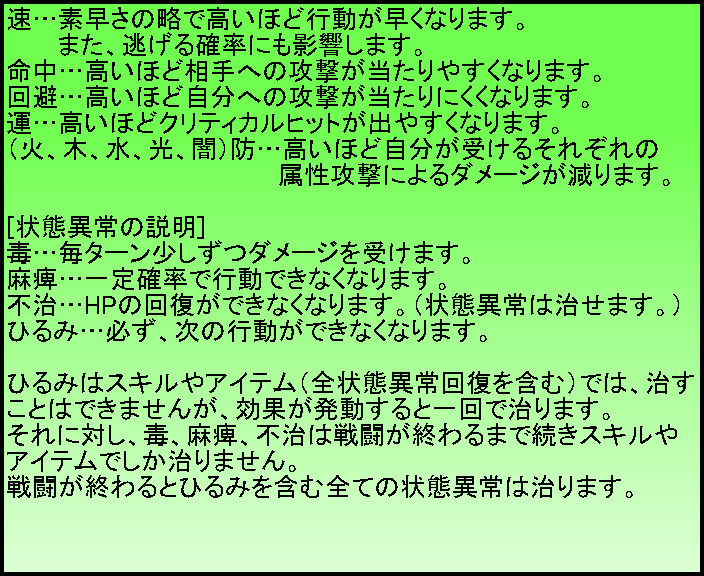 速…素早さの略で高いほど行動が早くなります。
また、逃げる確率にも影響します。
命中…高いほど相手への攻撃が当たりやすくなります。
回避…高いほど自分への攻撃が当たりにくくなります。
運…高いほどクリティカルヒットが出やすくなります。
(火、木、水、光、闇)防…高いほど自分が受けるそれぞれの
属性攻撃によるダメージが減ります。
[状態異常の説明]
毒…毎ターン少しずつダメージを受けます。
麻痺…一定確率で行動できなくなります。
不治…HPの回復ができなくなります。(状態異常は治せます。)
ひるみ…必ず、次の行動ができなくなります。
ひるみはスキルやアイテム(全状態異常回復を含む)では、治す
ことはできませんが、効果が発動すると一回で治ります。
それに対し、毒、麻痺、不治は戦闘が終わるまで続きスキルや
アイテムでしか治りません。
戦闘が終わるとひるみを含む全ての状態異常は治ります。